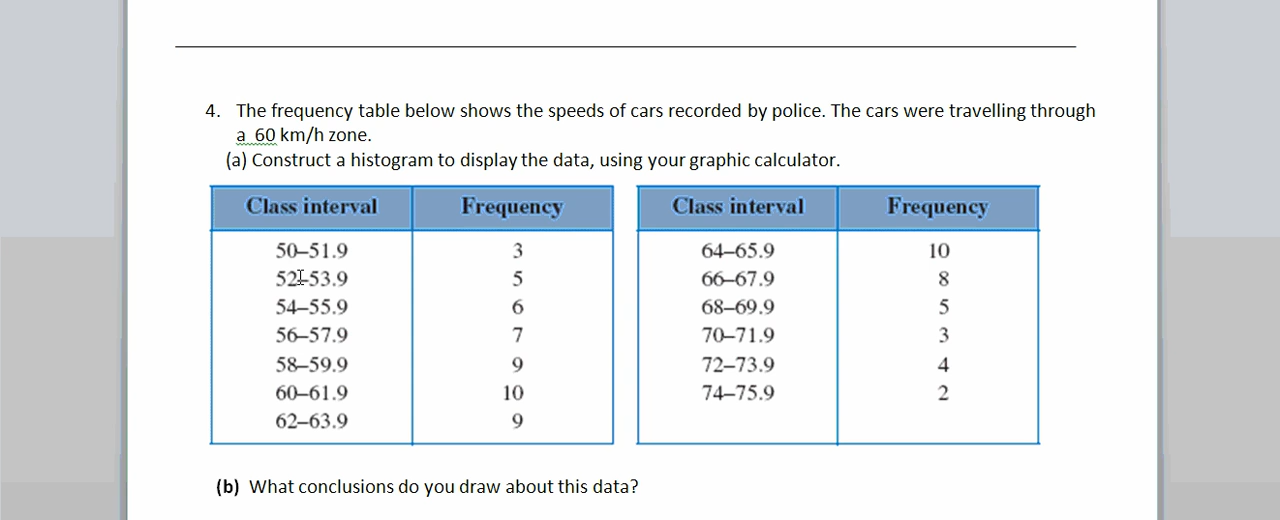 4. The frequency table below shows the speeds of cars recorded by police. The cars were travelling through
a 60 km/h zone.
(a) Construct a histogram to display the data, using your graphic calculator.
Class interval Frequency Class interval Frequency
50–51.9 3 64–65.9 10
52–53.9 5 66–67.9 8
54–55.9 6 68–69.9 5
56–57.9 7 70–71.9 3
58–59.9 9 72–73.9 4
60–61.9 10 74–75.9 2
62–63.9 9
(b) What conclusions do you draw about this data?